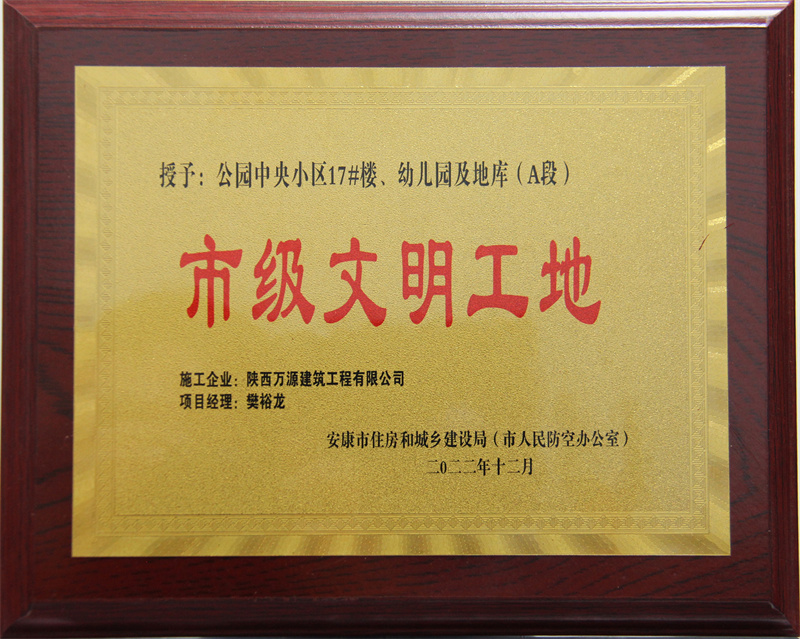 授予：公园中央小区17#楼、幼儿园及地库（A段）
市级文明工地
施工企业：陕西万源建筑工程有限公司
项目经理：樊裕龙
安康市住房和城乡建设局（市人民防空办公室）
二0二二年十二月